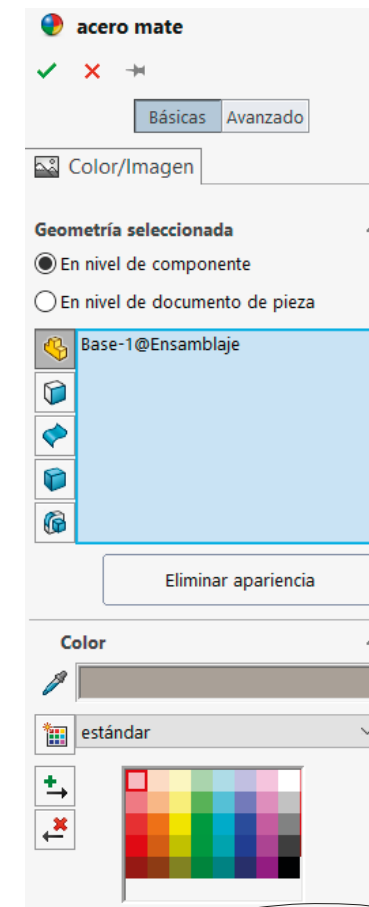 acero mate
Básicas Avanzado
Color/Imagen
Geometría seleccionada
En nivel de componente
En nivel de documento de pieza
Base-1@Ensamblaje
Eliminar apariencia
Color
estándar